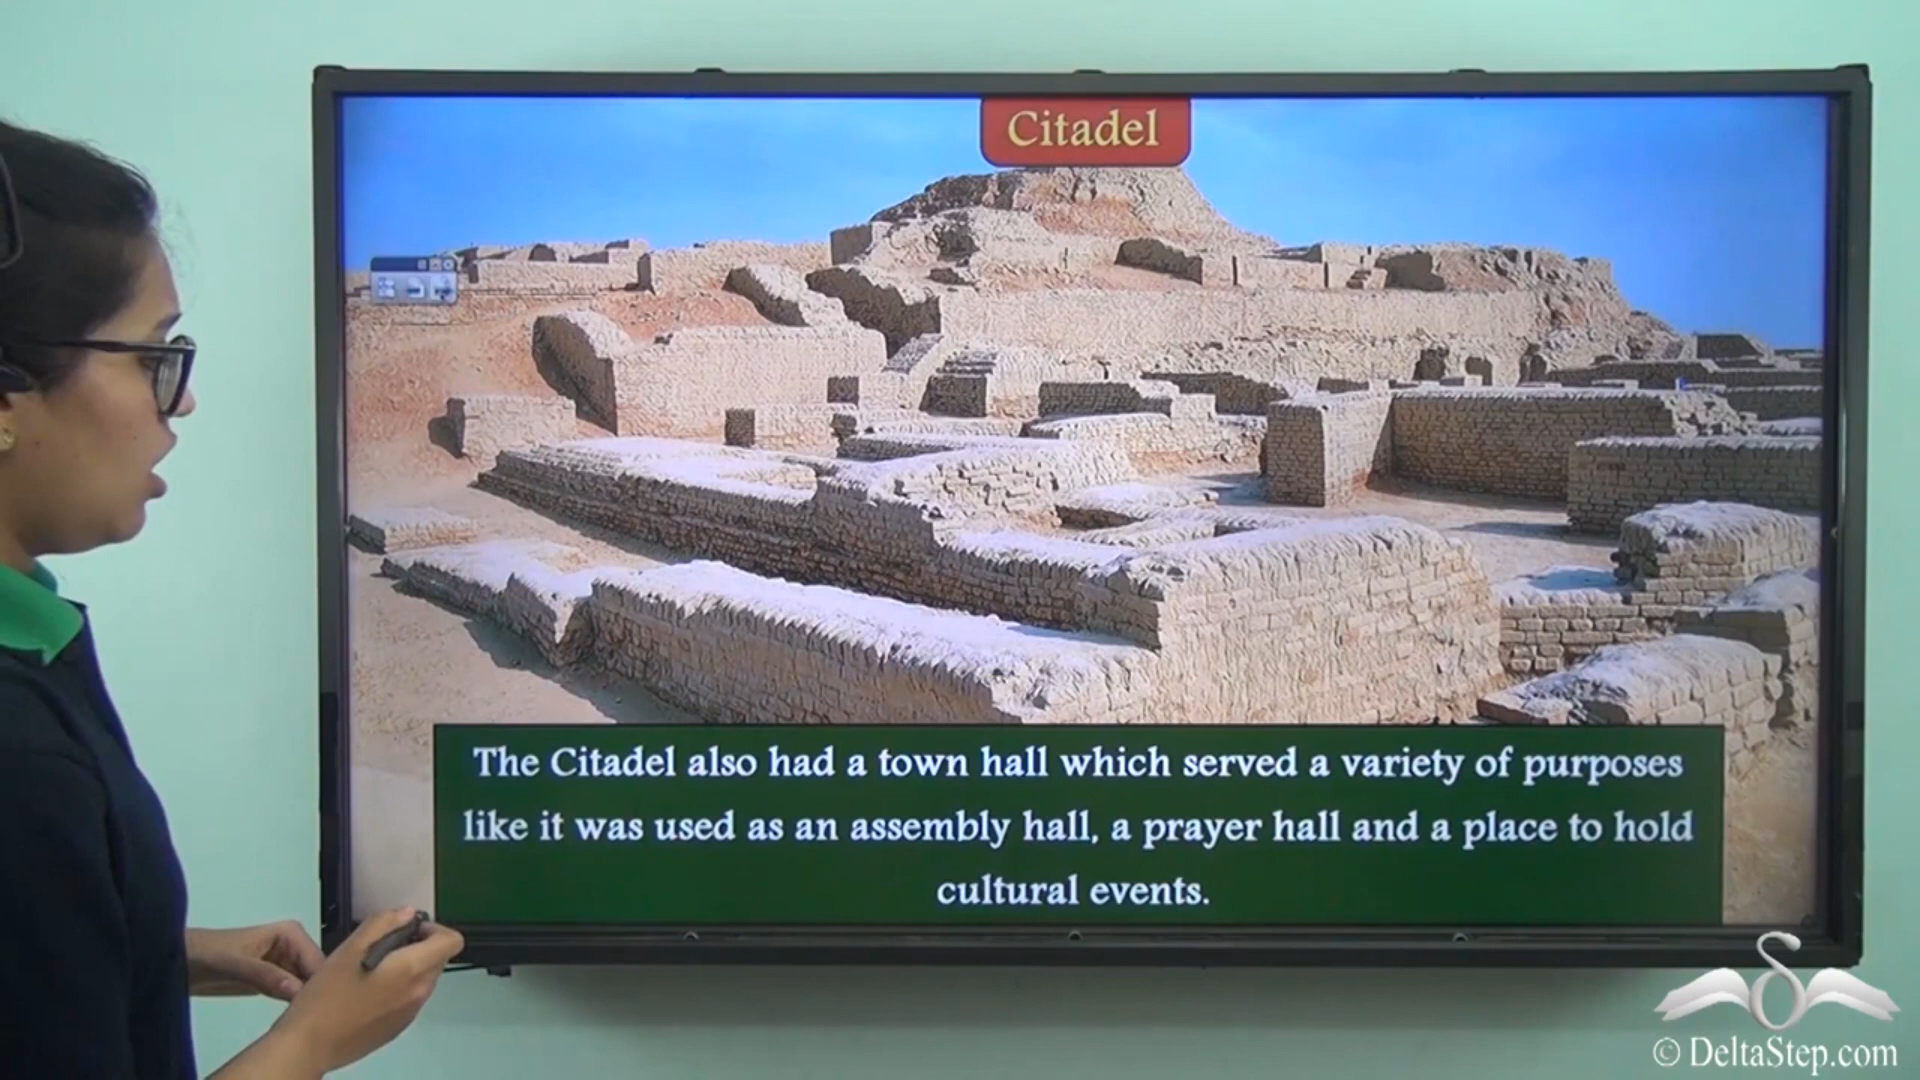 Citadel
The Citadel also had a town hall which served a variety of purposes
like it was used as an assembly hall, a prayer hall and a place to hold
cultural events.
© DeltaStep.com